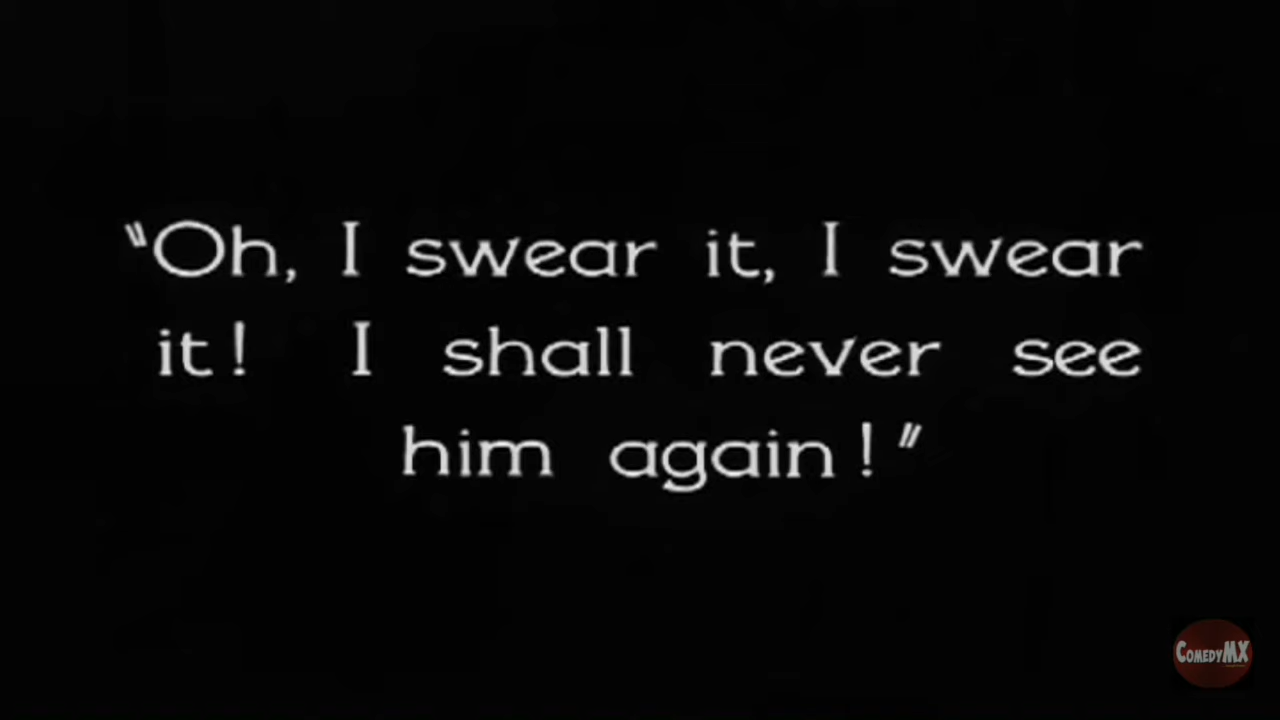 "Oh, I swear it, I swear
it! I shall never see
him again!"
COMEDYMX